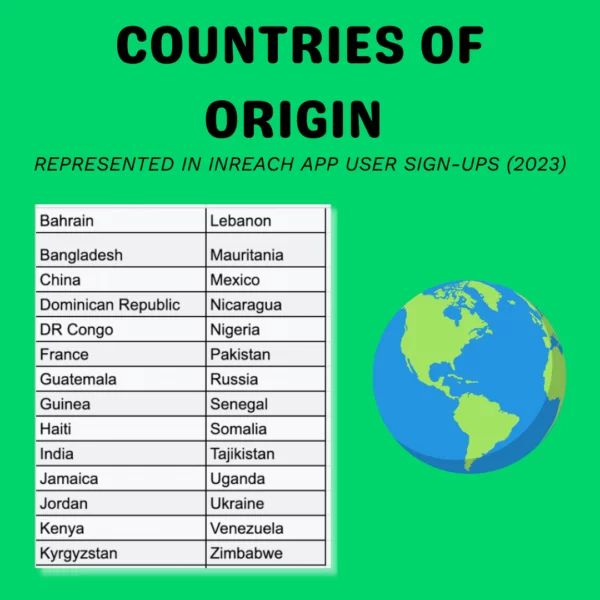 COUNTRIES OF
ORIGIN
REPRESENTED IN INREACH APP USER SIGN-UPS (2023)
Bahrain Lebanon
Bangladesh Mauritania
China Mexico
Dominican Republic Nicaragua
DR Congo Nigeria
France Pakistan
Guatemala Russia
Guinea Senegal
Haiti Somalia
India Tajikistan
Jamaica Uganda
Jordan Ukraine
Kenya Venezuela
Kyrgyzstan Zimbabwe